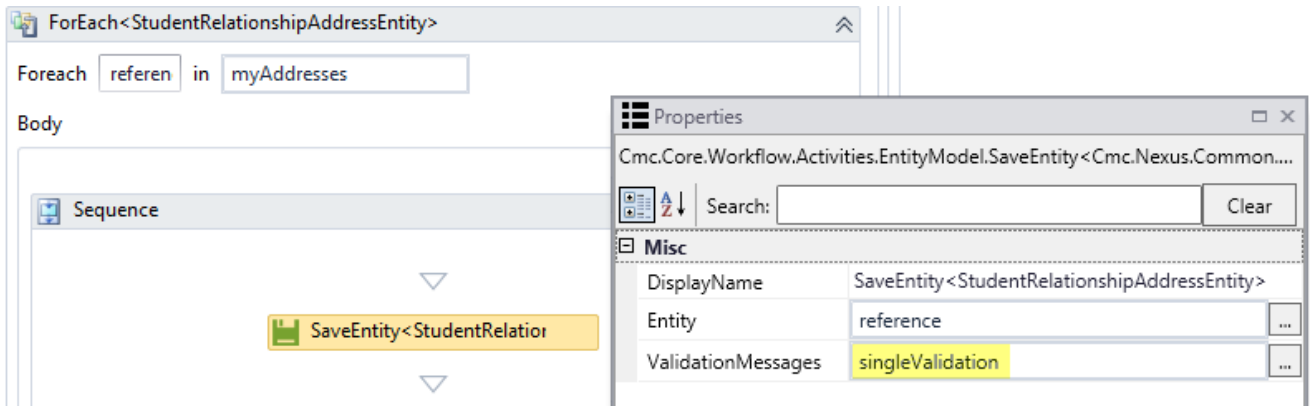 ForEach<StudentRelationshipAddressEntity>
Foreach referen in myAddresses
Body
Sequence
SaveEntity<StudentRelation
Properties
Cmc.Core.Workflow.Activities.EntityModel.SaveEntity<Cmc.Nexus.Common....
Search: Clear
Misc
DisplayName SaveEntity<StudentRelationshipAddressEntity>
Entity reference ...
ValidationMessages singleValidation ...